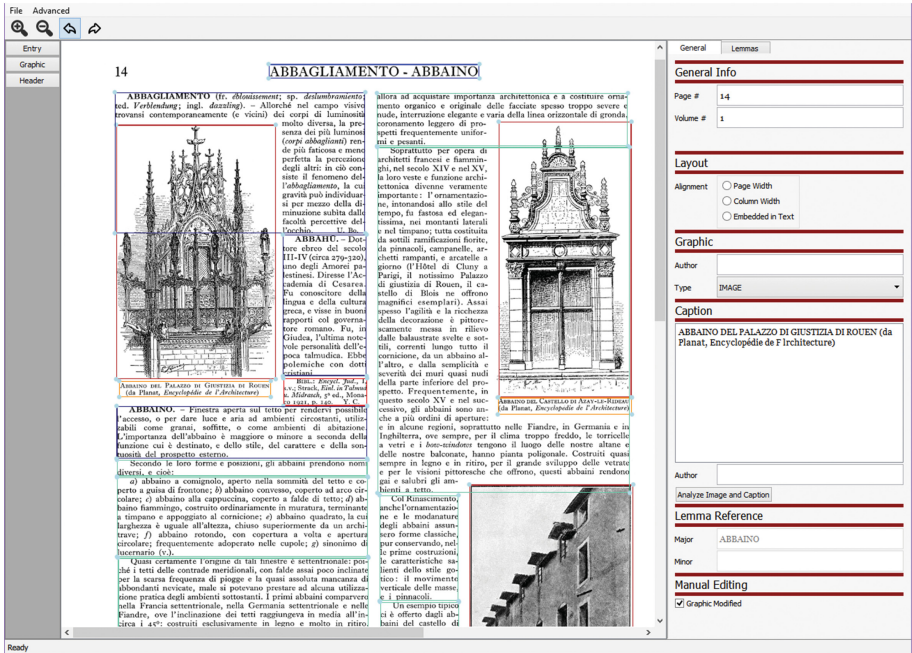 File Advanced
Entry
Graphic
Header
14
ABBAGLIAMENTO - ABBAINO
ABBAGLIAMENTO (fr. éblouissement; sp. deslumbramiento;
ted. Verblendung; ingl. dazzling). – Allorché nel campo visivo
trovansi contemporaneamente (e vicini) dei corpi di luminosità
molto diversa, la pre-
senza dei più luminosi
(corpi abbaglianti) ren-
de più faticosa e meno
perfetta la percezione
degli altri: in ciò con-
siste il fenomeno del-
l'abbagliamento, la cui
gravità può individuar-
si per mezzo della di-
minuzione subita dalle
facoltà percettive del-
l'occhio. U. Bo.
ABBAHÙ. – Dot-
tore ebreo del secolo
III-IV (circa 279-320),
uno degli Amorei pa-
lestinesi. Diresse l'Ac-
cademia di Cesarea.
Fu conoscitore della
lingua e della cultura
greca, e visse in buoni
rapporti col governa-
tore romano. Fu, in
Giudea, l'ultima note-
vole personalità dell'e-
poca talmudica. Ebbe
polemiche con dotti
cristiani.
BIBL.: Encycl. Jud., I,
s.v.; Strack, Einl. in Talmud
u. Midrasch, 5ª ed., Mona-
co 1921, p. 140. Y. C.
ABBAINO DEL PALAZZO DI GIUSTIZIA DI ROUEN
(da Planat, Encyclopédie de l'Architecture)
ABBAINO. – Finestra aperta sul tetto per rendervi possibile
l'accesso, o per dare luce e aria ad ambienti circostanti, utiliz-
zabili come granai, soffitte, o come ambienti di abitazione.
L'importanza dell'abbaino è maggiore o minore a seconda della
funzione cui è destinato, e dello stile, del carattere e della son-
tuosità del prospetto esterno.
Secondo le loro forme e posizioni, gli abbaini prendono nomi
diversi, e cioè:
a) abbaino a comignolo, aperto nella sommità del tetto e co-
perto a guisa di frontone; b) abbaino convesso, coperto ad arco cir-
colare; c) abbaino alla cappuccina, coperto a falde di tetto; d) ab-
baino fiammingo, costruito ordinariamente in muratura, terminante
a timpano e appoggiato al cornicione; e) abbaino quadrato, la cui
larghezza è uguale all'altezza, chiuso superiormente da un archi-
trave; f) abbaino rotondo, con copertura a volta e apertura
circolare; frequentemente adoperato nelle cupole; g) sinonimo di
lucernario (v.).
Quasi certamente l'origine di tali finestre è settentrionale: poi-
ché i tetti delle contrade meridionali, con falde assai poco inclinate
per la scarsa frequenza di piogge e la quasi assoluta mancanza di
abbondanti nevicate, male si potevano prestare ad alcuna utilizza-
zione pratica degli ambienti sottostanti. I primi abbaini comparvero
nella Francia settentrionale, nella Germania settentrionale e nelle
Fiandre, ove l'inclinazione dei tetti raggiungeva in media all'in-
circa i 45°: costruiti esclusivamente in legno e molto in ritiro,
allora ad acquistare importanza architettonica e a costituire orna-
mento organico e originale delle facciate spesso troppo severe e
nude, interruzione elegante e varia della linea orizzontale di gronda,
coronamento leggero di pro-
spetti frequentemente unifor-
mi e pesanti.
Soprattutto per opera di
architetti francesi e fiammin-
ghi, nel secolo XIV e nel XV,
la loro veste e funzione archi-
tettonica divenne veramente
importante: l'ornamentazio-
ne, intonandosi allo stile del
tempo, fu fastosa ed elegan-
tissima, nei montanti laterali
e nel timpano; tutta costituita
da sottili ramificazioni fiorite,
da pinnacoli, campanelle, ar-
chetti rampanti, e arcatelle a
giorno (l'Hôtel di Cluny a
Parigi, il notissimo Palazzo
di giustizia di Rouen, il ca-
stello di Blois ne offrono
magnifici esemplari). Assai
spesso l'agilità e la ricchezza
della decorazione è pittore-
scamente messa in rilievo
dalle balaustrate svelte e sot-
tili, correnti lungo tutto il
cornicione, da un abbaino al-
l'altro, e dalla semplicità e
severità dei muri quasi nudi
della parte inferiore del pro-
spetto. Frequentemente, in
questo secolo XV e nel suc-
cessivo, gli abbaini sono an-
che a più ordini di aperture:
ABBAINO DEL CASTELLO DI AZAY-LE-RIDEAU
(da Planat, Encyclopédie de l'Architecture)
e in alcune regioni, soprattutto nelle Fiandre, in Germania e in
Inghilterra, ove sempre, per il clima troppo freddo, le torricelle
a vetri e i bow-windows tengono il luogo delle nostre altane e
delle nostre balconate, hanno pianta poligonale. Costruiti quasi
sempre in legno e in ritiro, per il grande sviluppo delle vetrate
e per le visioni pittoresche che offrono, questi abbaini rendono
gai e salubri gli am-
bienti a tetto.
Col Rinascimento,
anche l'ornamentazio-
ne e le modanature
degli abbaini assun-
sero forme classiche,
pur conservando, nel-
le prime costruzioni,
le caratteristiche sa-
lienti dello stile go-
tico: il movimento
verticale delle masse,
e i pinnacoli.
Un esempio tipico
ci è offerto dagli ab-
baini del castello di
General Lemmas
General Info
Page # 14
Volume # 1
Layout
Alignment Page Width
Column Width
Embedded in Text
Graphic
Author
Type IMAGE
Caption
ABBAINO DEL PALAZZO DI GIUSTIZIA DI ROUEN (da
Planat, Encyclopédie de F lrchitecture)
Author
Analyze Image and Caption
Lemma Reference
Major ABBAINO
Minor
Manual Editing
Graphic Modified
Ready